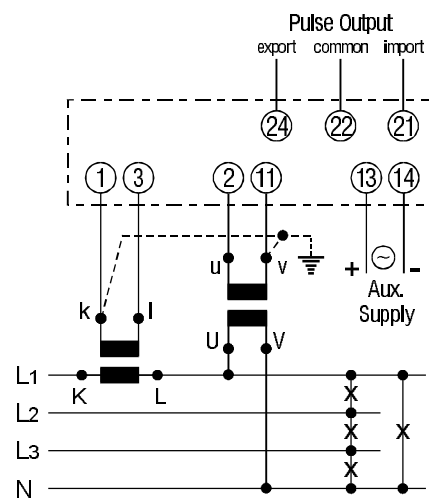 Pulse Output
export common import
24 22 21
1 3 2 11 13 14
u v + ~ -
Aux.
Supply
k l
U V
L1
K L
L2 X
L3 X X
N X